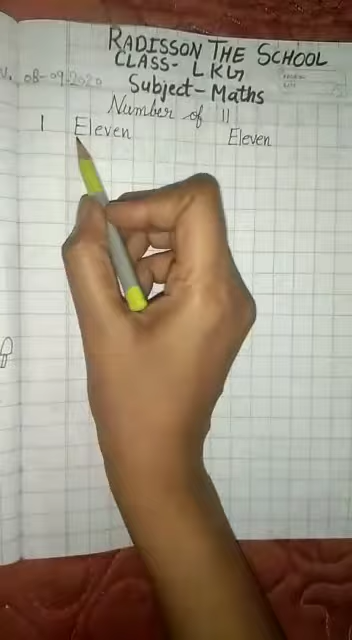 RADISSON THE SCHOOL
CLASS- LKG
08-09-2020
Subject- Maths
Number of 11
1 Eleven Eleven